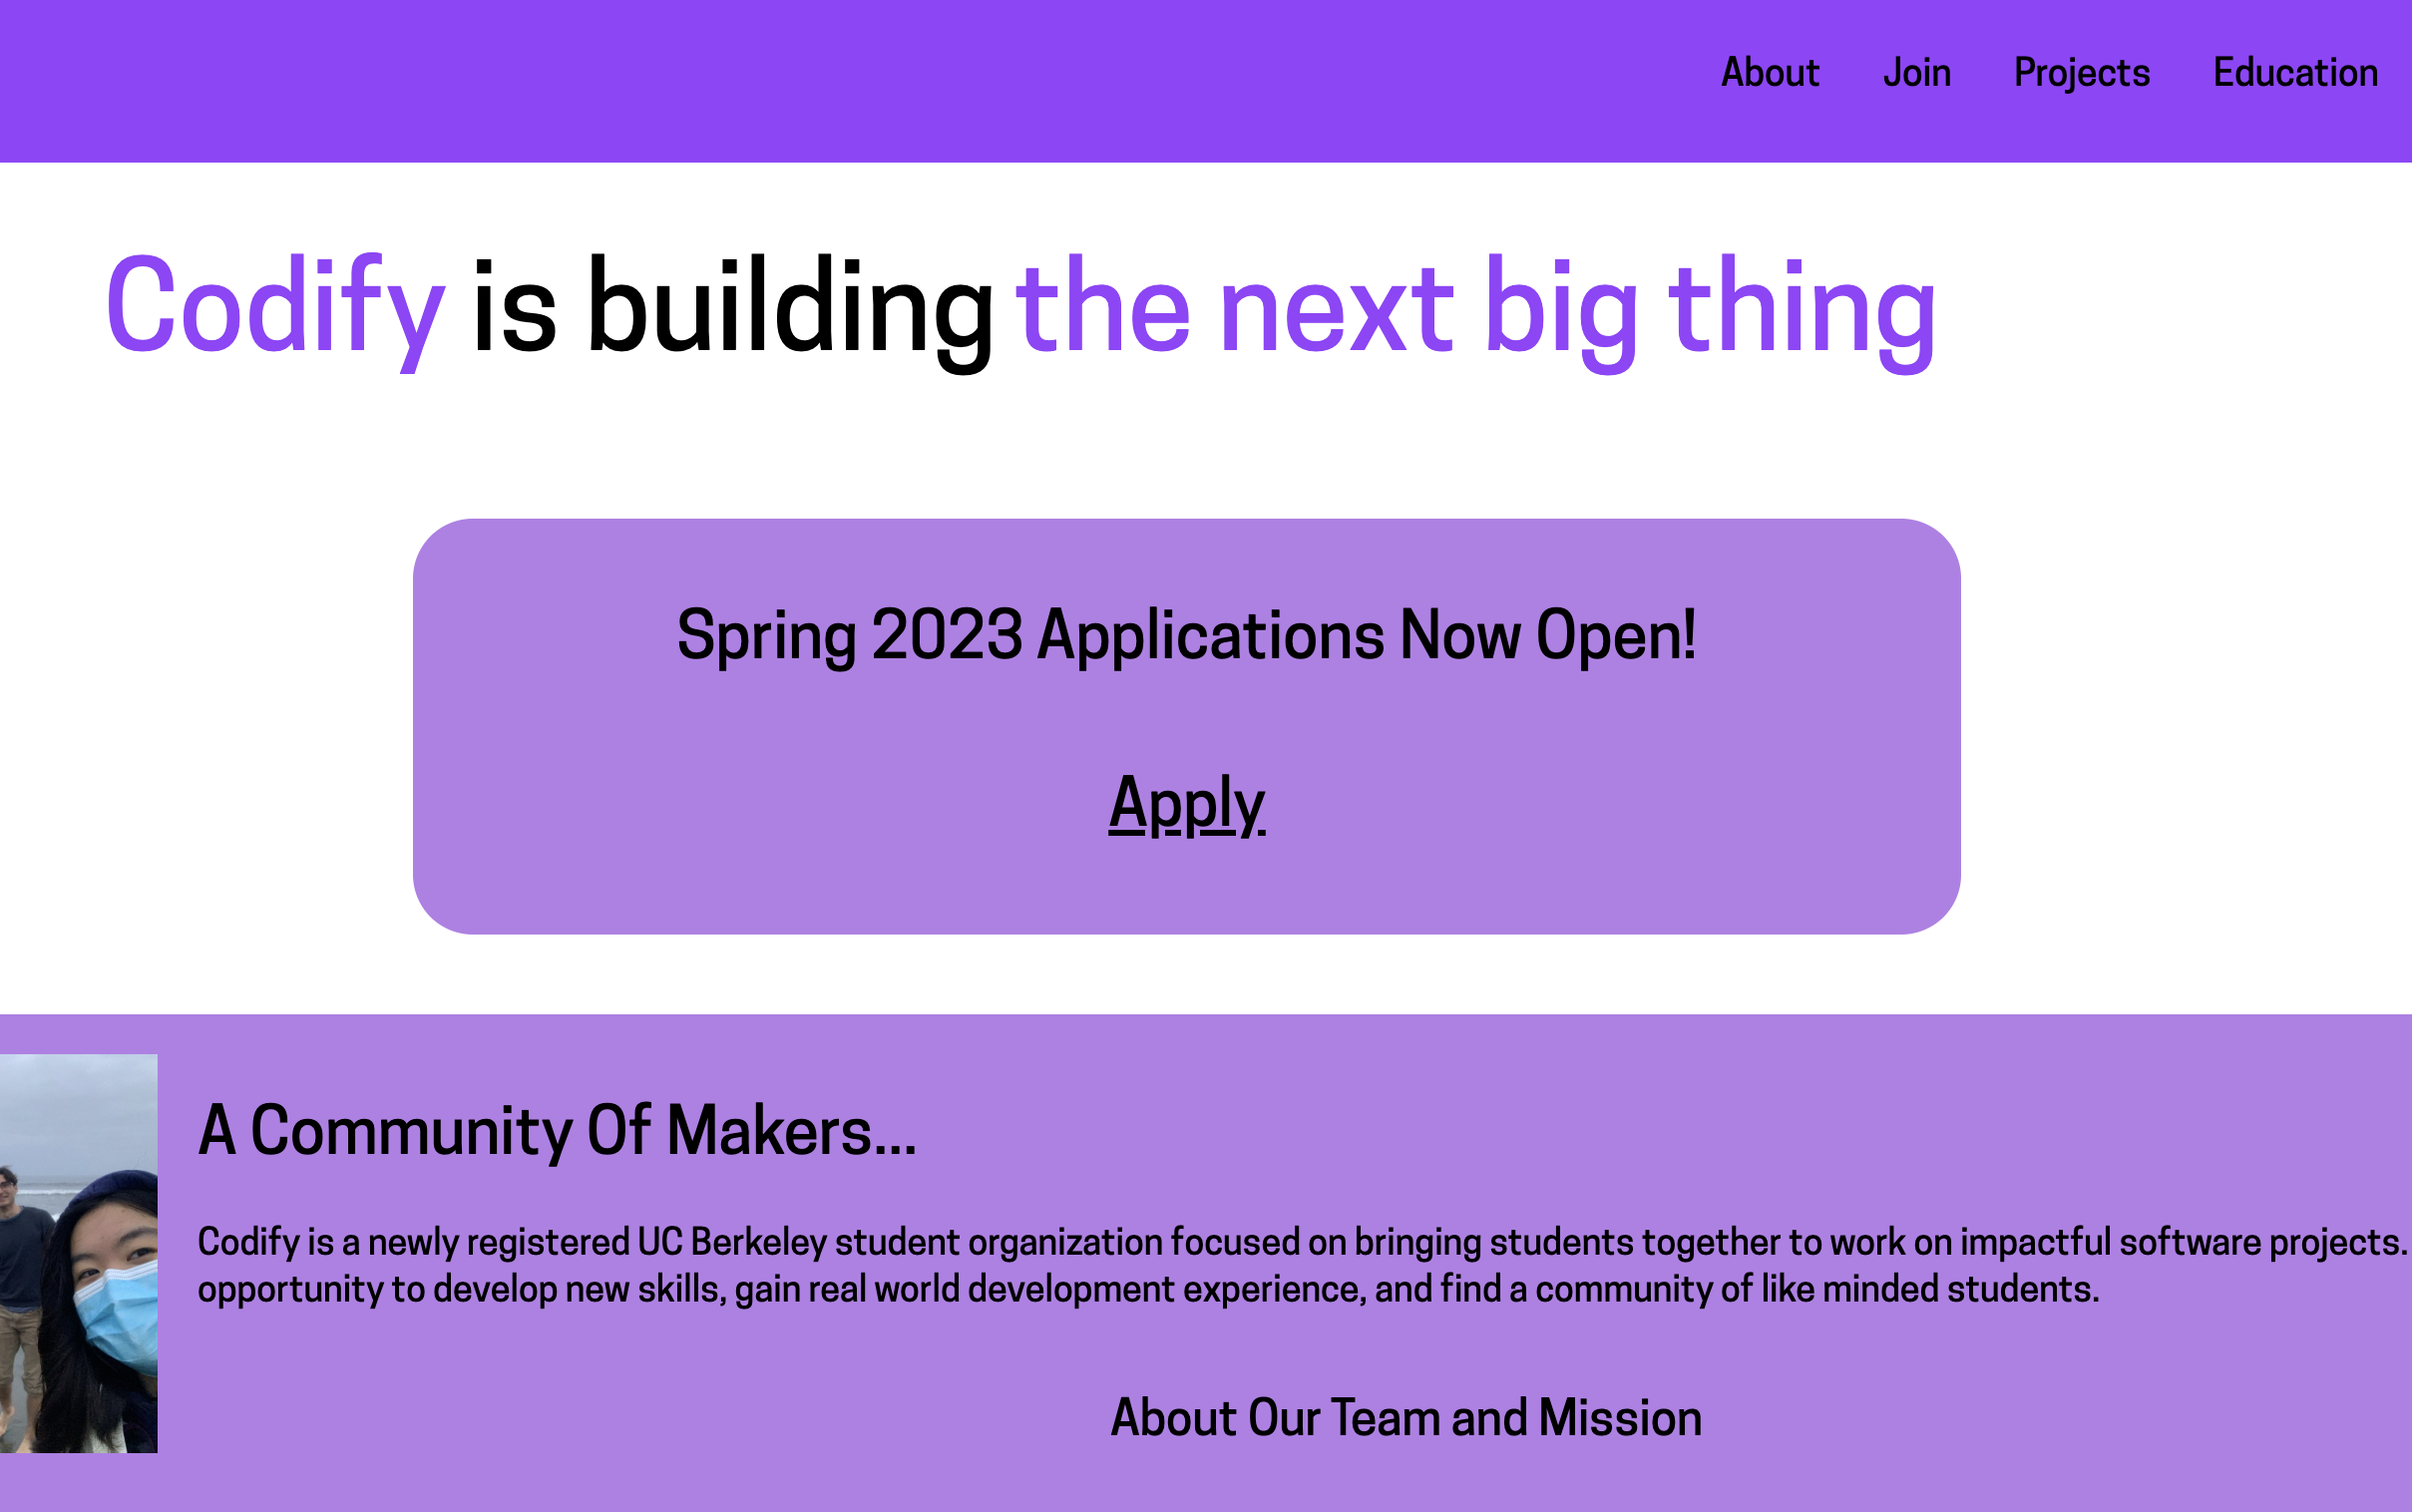 About Join Projects Education
Codify is building the next big thing
Spring 2023 Applications Now Open!
Apply
A Community Of Makers...
Codify is a newly registered UC Berkeley student organization focused on bringing students together to work on impactful software projects.
opportunity to develop new skills, gain real world development experience, and find a community of like minded students.
About Our Team and Mission